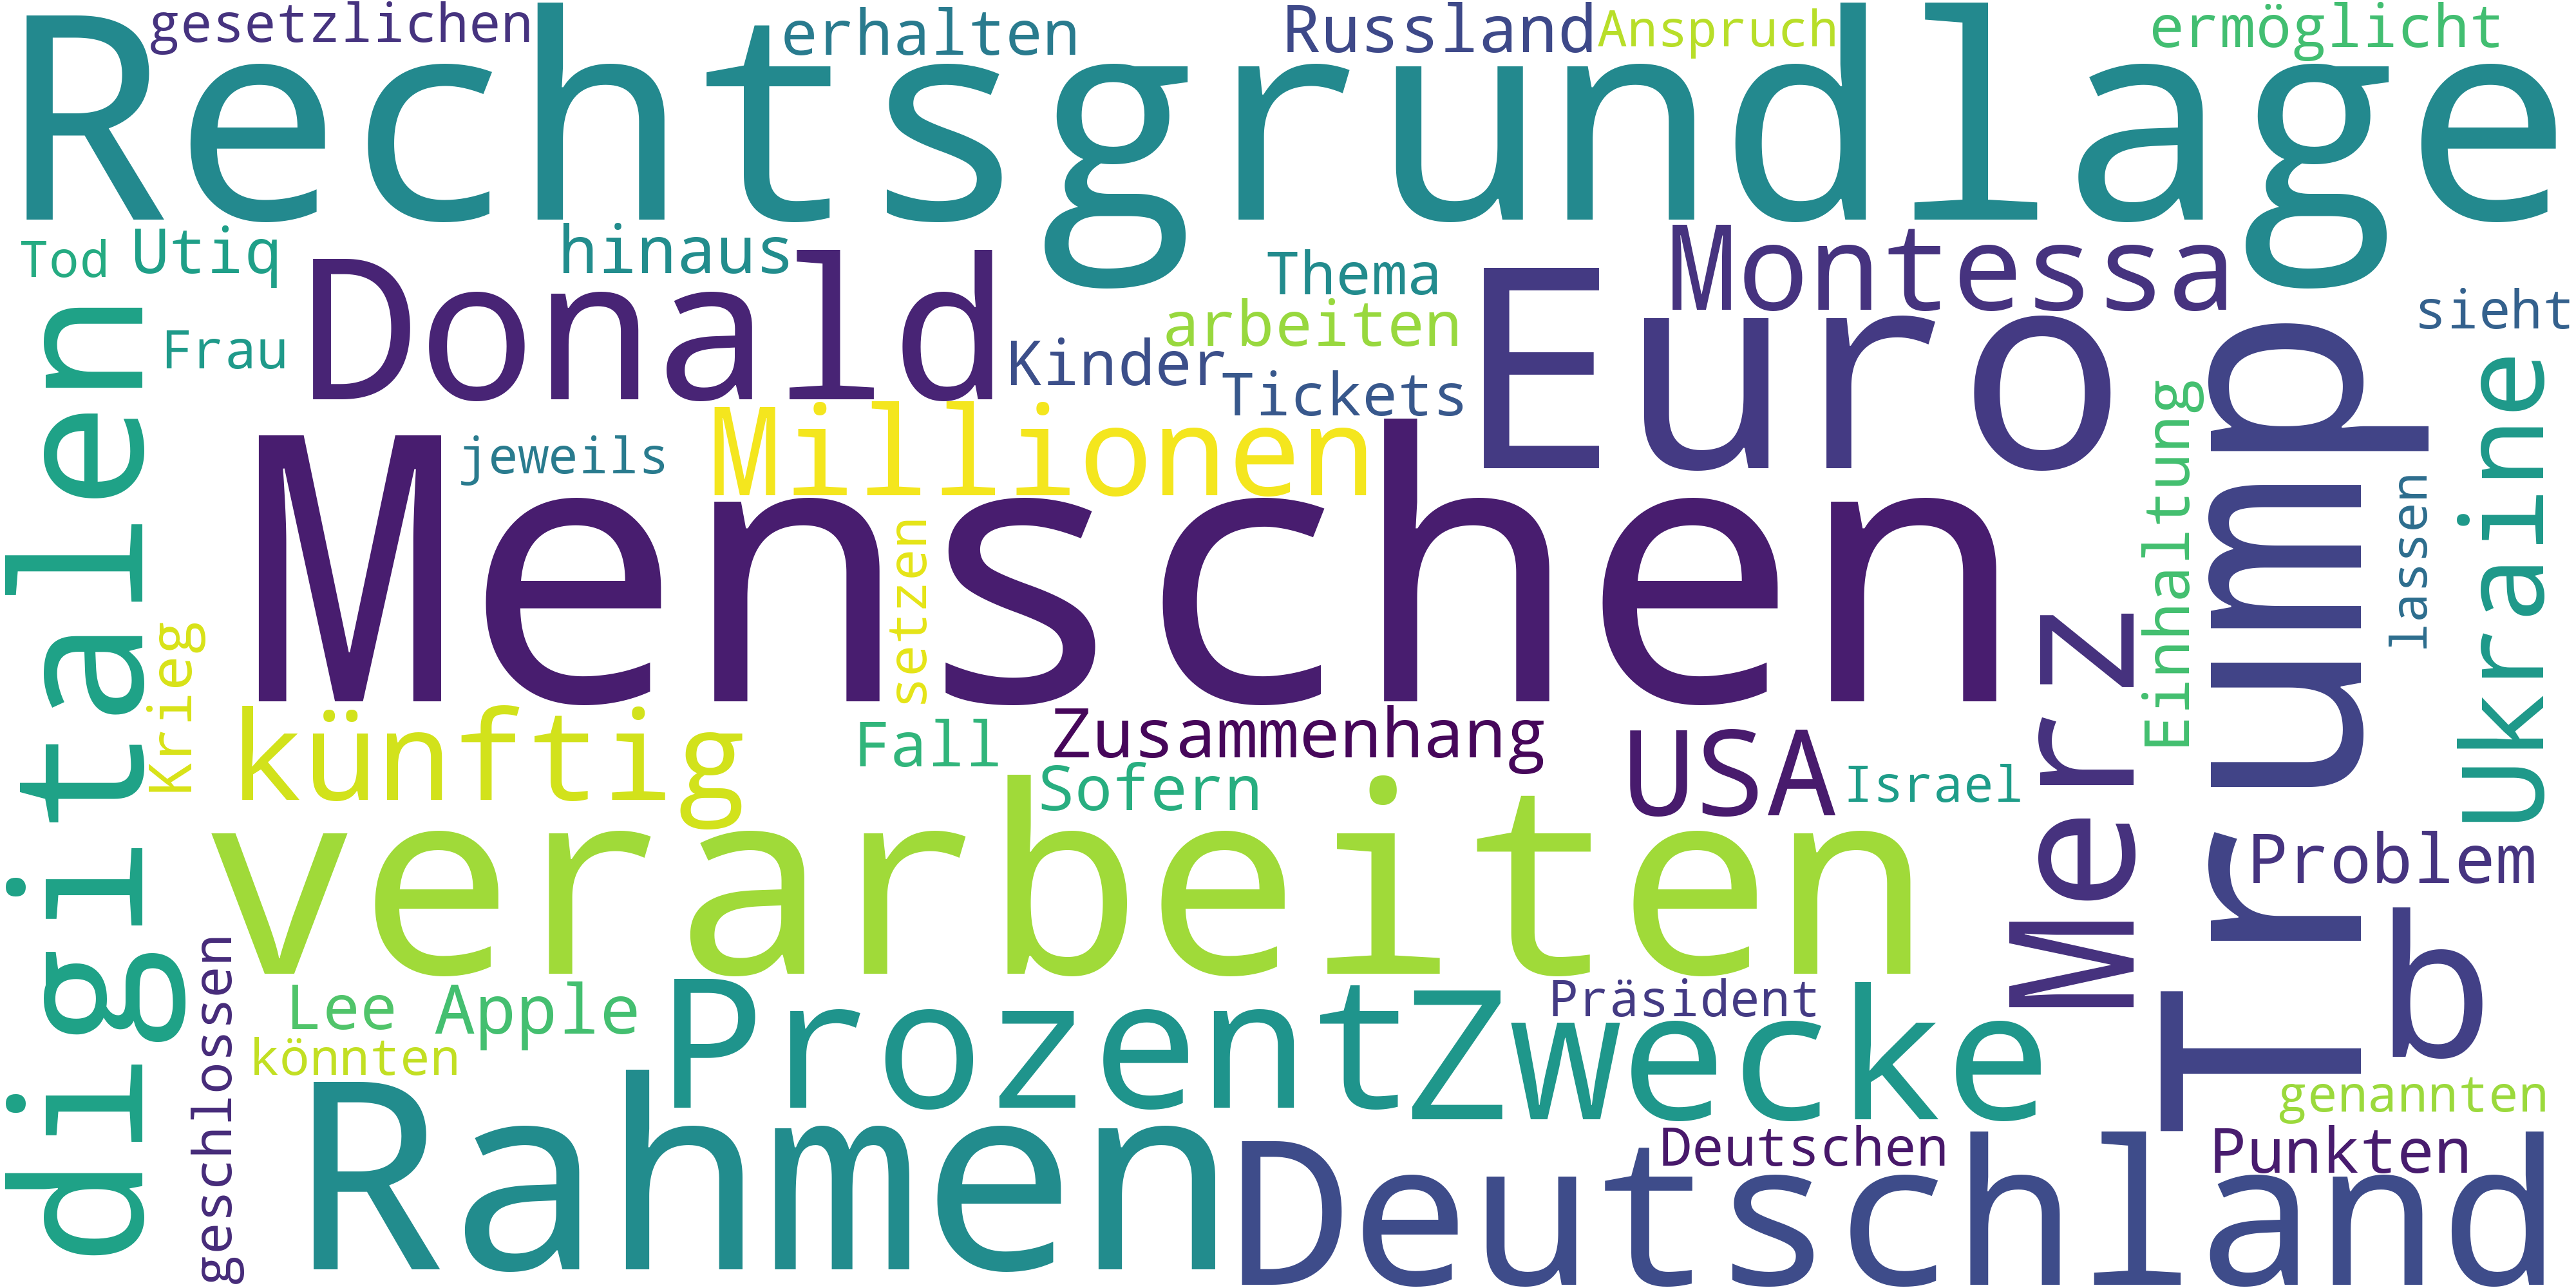 gesetzlichen
erhalten
Russland
Anspruch
ermöglicht
Rechtsgrundlage
Tod
Utiq
hinaus
Thema
Montessa
Donald
Euro
sieht
Frau
arbeiten
Kinder
Tickets
Millionen
jeweils
Menschen
digitalen
Trump
Ukraine
Einhaltung
lassen
setzen
Krieg
künftig
Fall
Zusammenhang
Sofern
USA
Israel
Merz
verarbeiten
Problem
b
geschlossen
Lee
Apple
Prozent
Zwecke
Präsident
könnten
genannten
Rahmen
Deutschen
Punkten
Deutschland